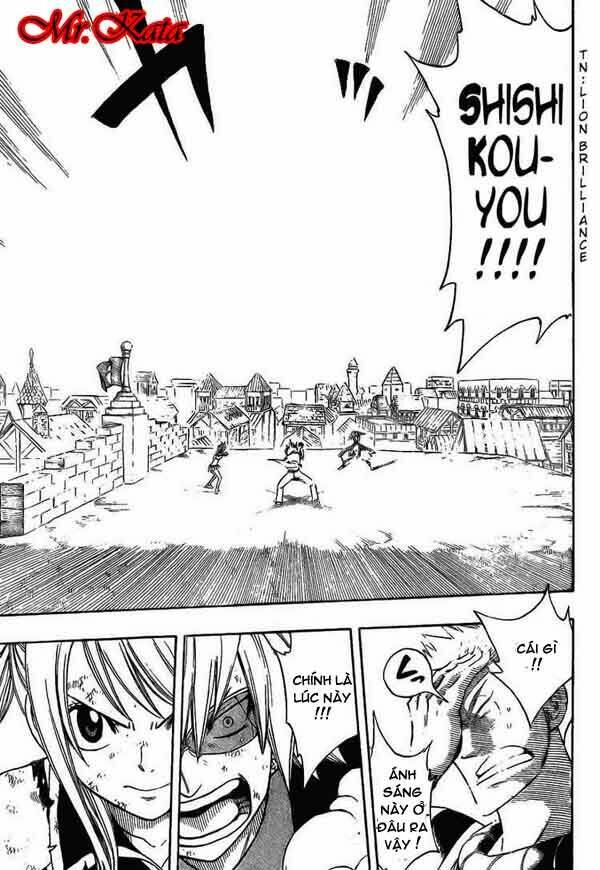 Mr.Kata
SHISHI
KOU-
YOU
!!!!
TN:LION BRILLIANCE
CÁI GÌ
!!
ÁNH
SÁNG
NÀY Ở
ĐÂU RA
VẬY!
CHÍNH LÀ
LÚC NÀY
!!!